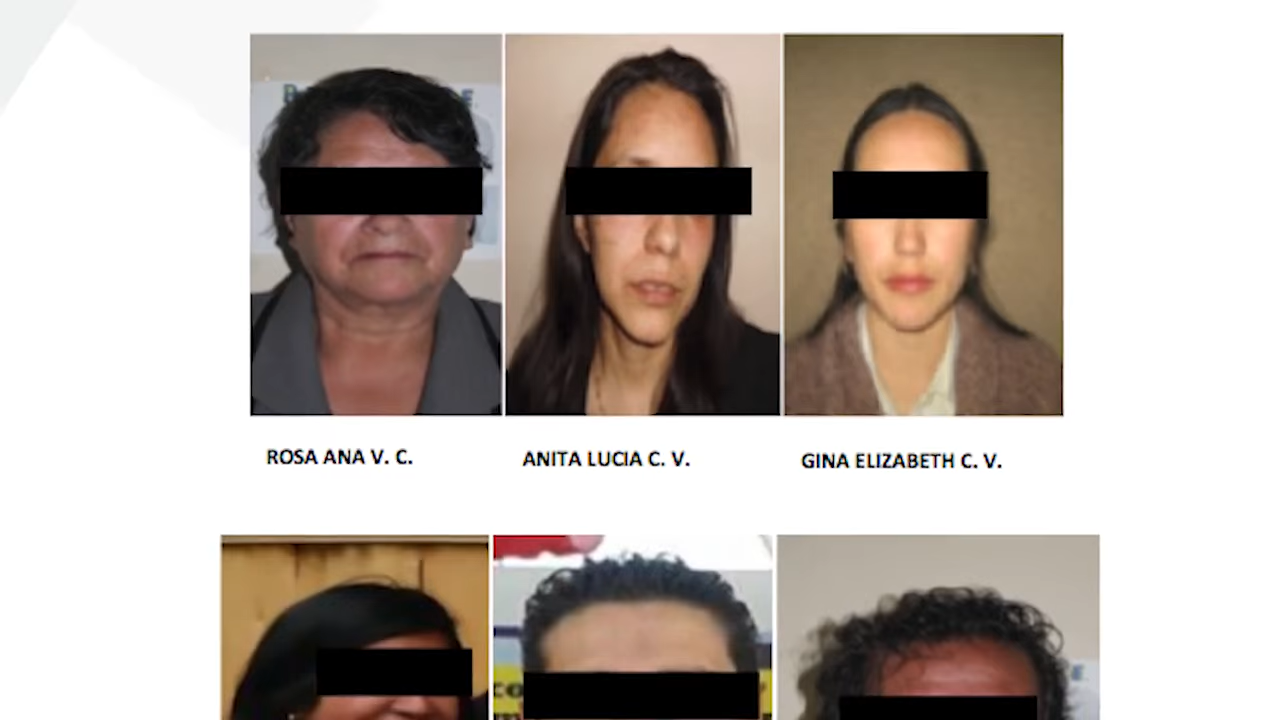 ROSA ANA V. C.
ANITA LUCIA C. V.
GINA ELIZABETH C. V.